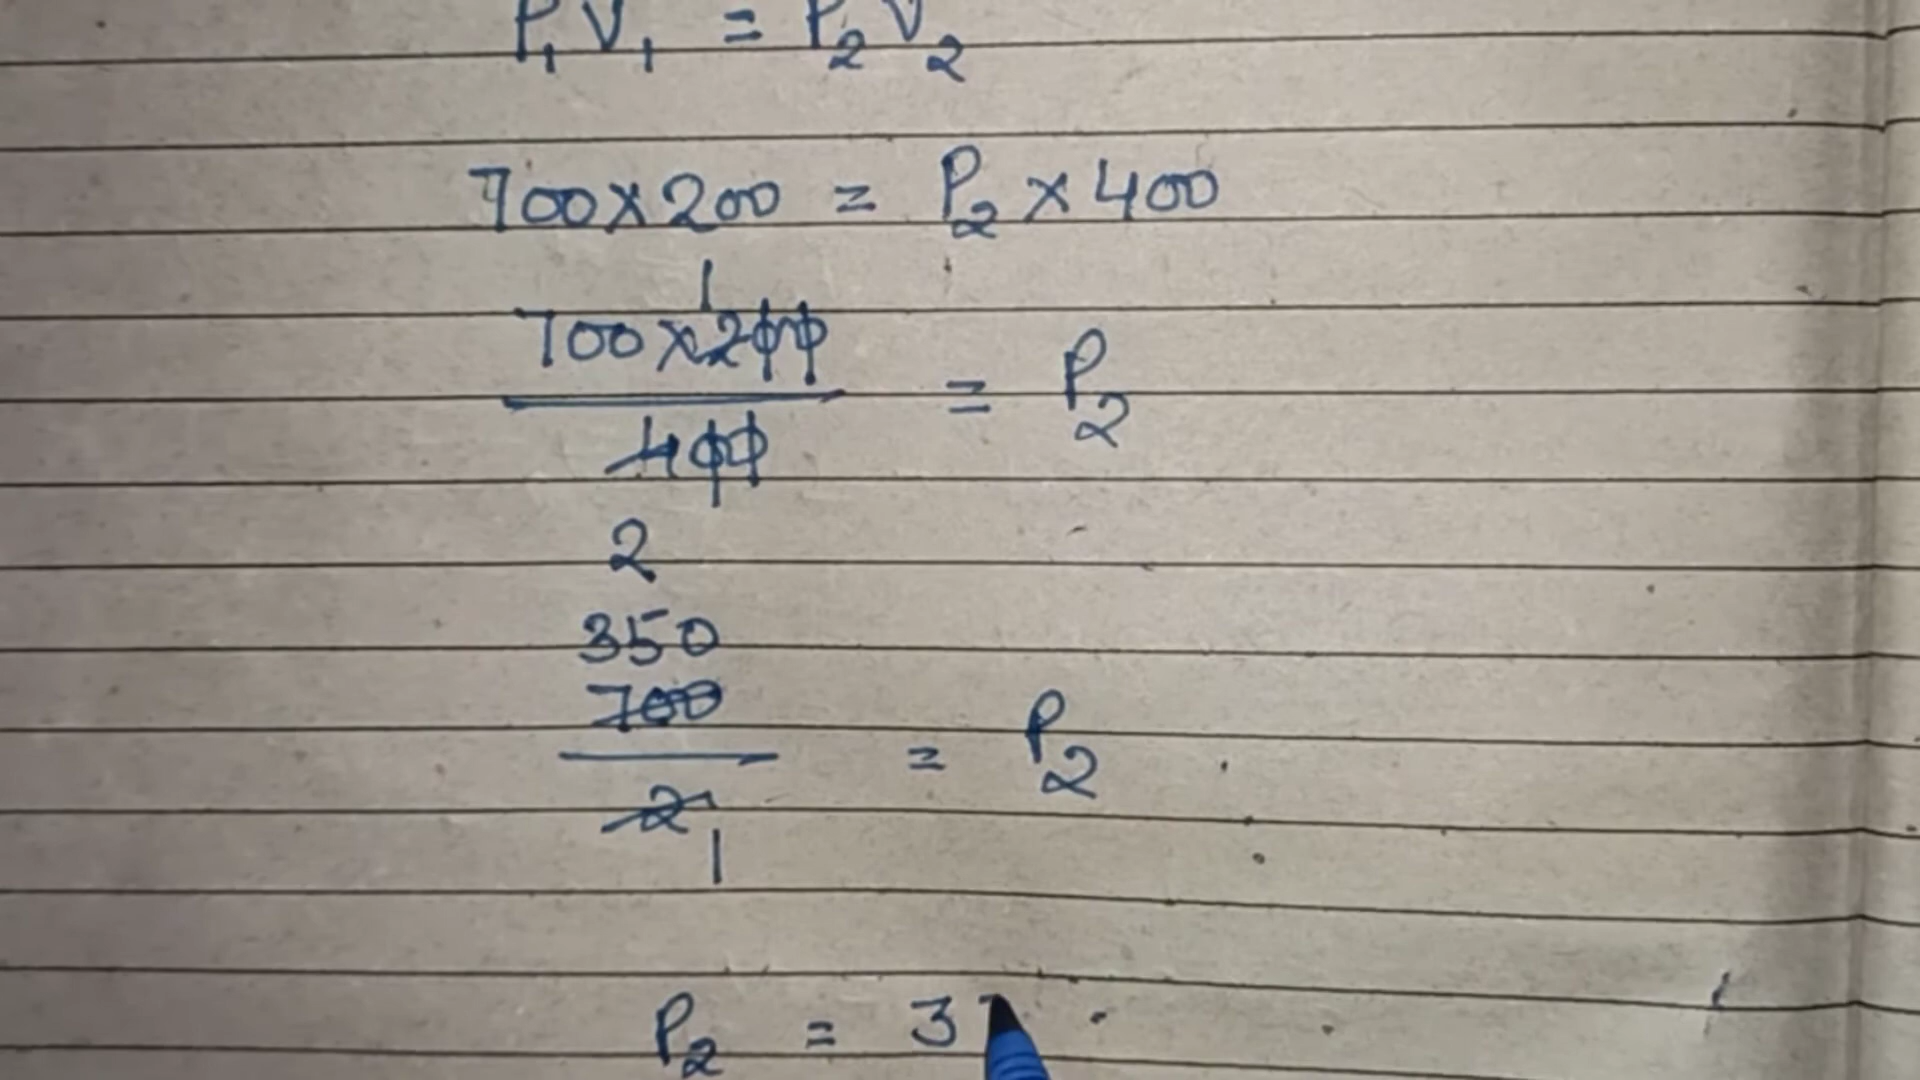 P₁V₁ = P₂V₂
700×200 = P₂×400
1
700×200
400
= P₂
2
350
700
2
1
= P₂
P₂ = 3